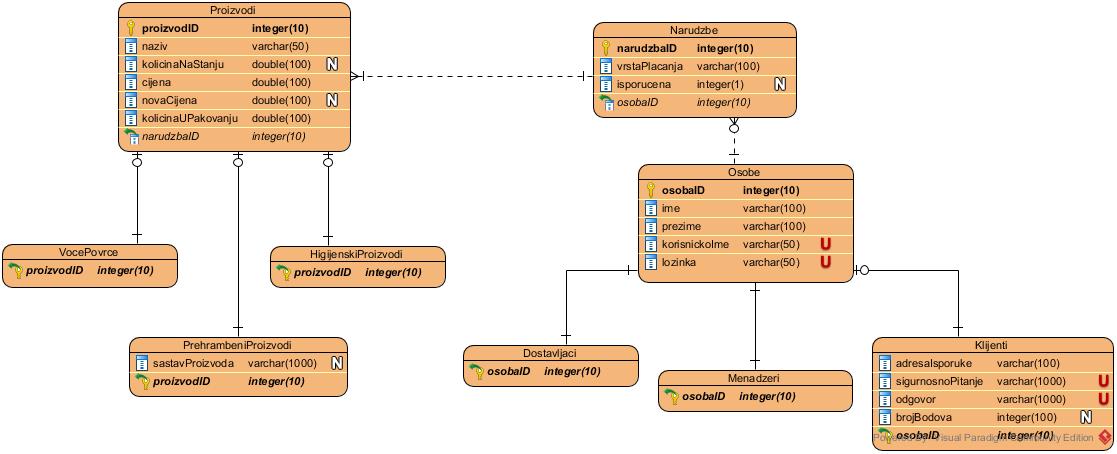 Proizvodi
proizvodID integer(10)
naziv varchar(50)
kolicinaNaStanju double(100) N
cijena double(100)
novaCijena double(100) N
kolicinaUPakovanju double(100)
narudzbaID integer(10)
Narudzbe
narudzbaID integer(10)
vrstaPlacanja varchar(100)
isporucena integer(1) N
osobaID integer(10)
Osobe
osobaID integer(10)
ime varchar(100)
prezime varchar(100)
korisnickoIme varchar(50) U
lozinka varchar(50) U
VocePovrce
proizvodID integer(10)
HigijenskiProizvodi
proizvodID integer(10)
PrehrambeniProizvodi
sastavProizvoda varchar(1000) N
proizvodID integer(10)
Dostavljaci
osobaID integer(10)
Menadzeri
osobaID integer(10)
Klijenti
adresaIsporuke varchar(100)
sigurnosnoPitanje varchar(1000) U
odgovor varchar(1000) U
brojBodova integer(100) N
osobaID integer(10)
Powered By Visual Paradigm Community Edition